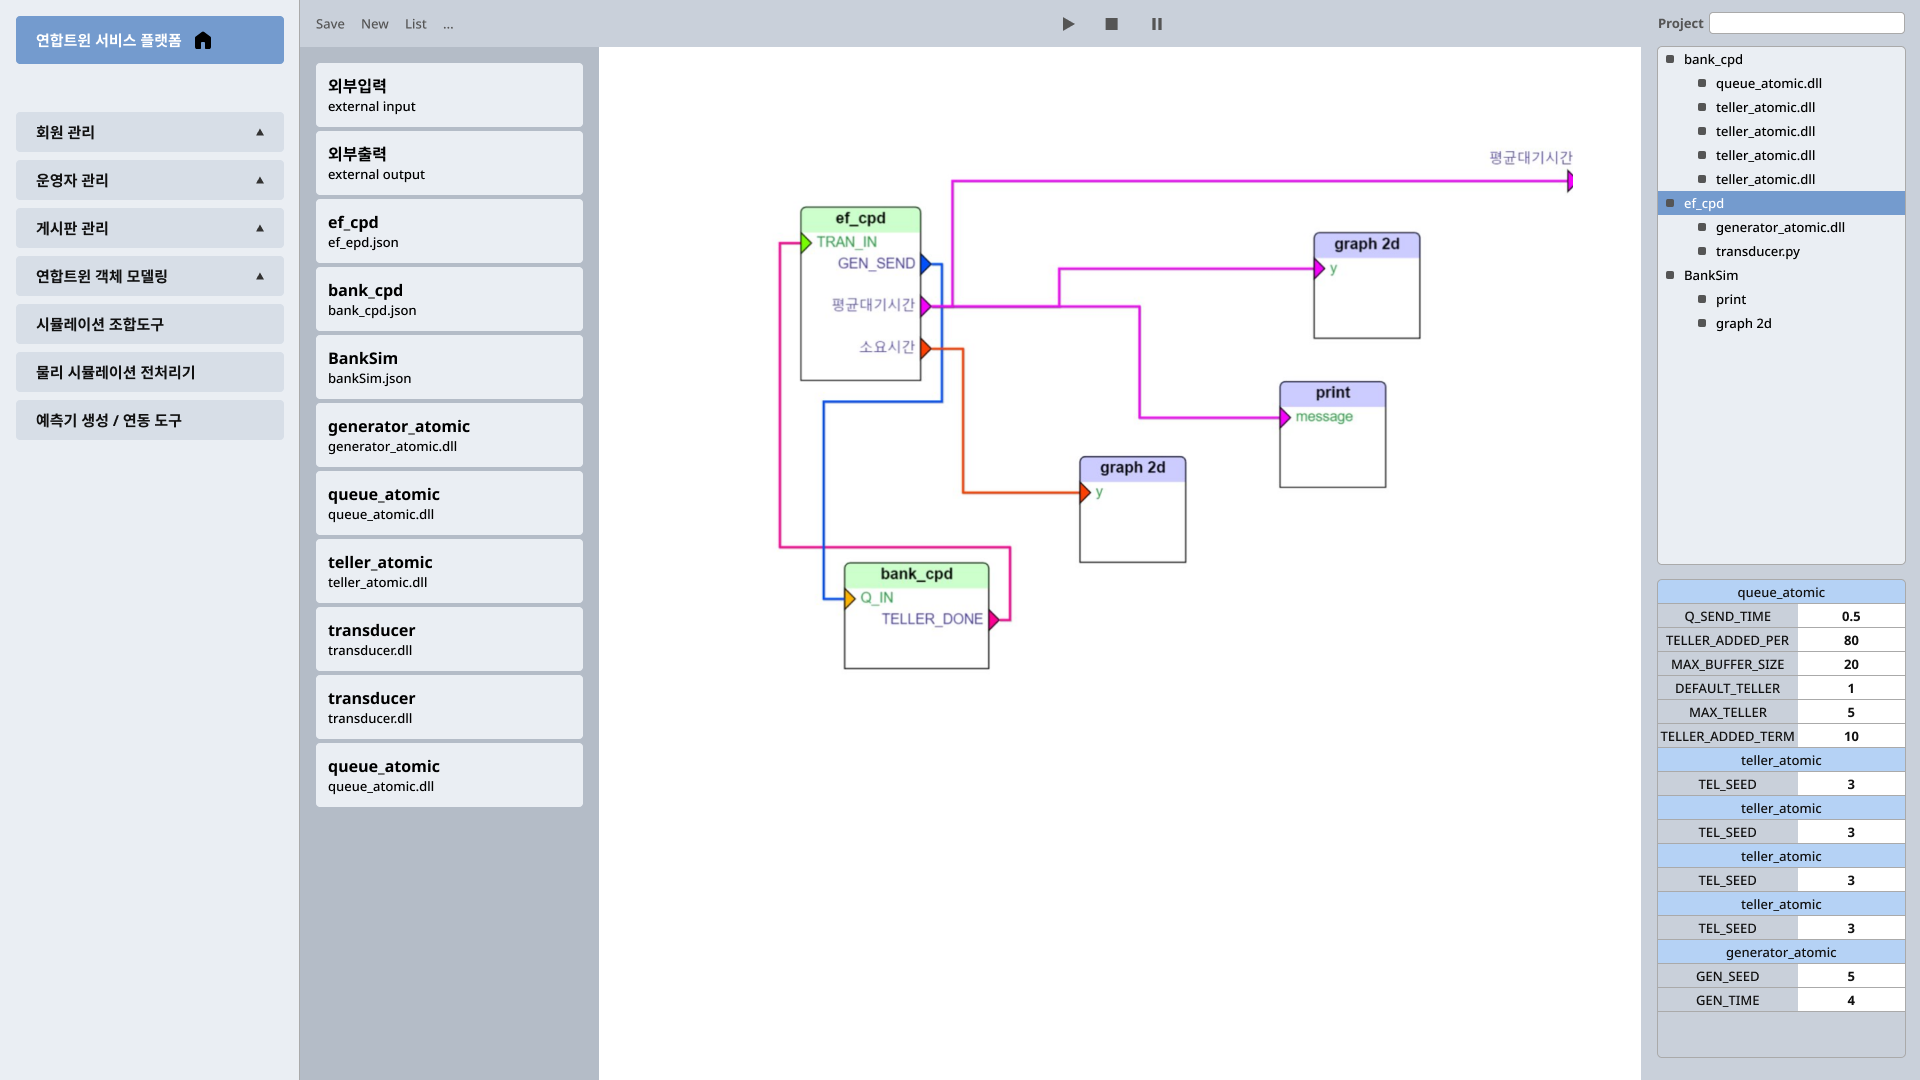 연합트윈 서비스 플랫폼
회원 관리
운영자 관리
게시판 관리
연합트윈 객체 모델링
시뮬레이션 조합도구
물리 시뮬레이션 전처리기
예측기 생성 / 연동 도구
Save New List ...
외부입력
external input
외부출력
external output
ef_cpd
ef_epd.json
bank_cpd
bank_cpd.json
BankSim
bankSim.json
generator_atomic
generator_atomic.dll
queue_atomic
queue_atomic.dll
teller_atomic
teller_atomic.dll
transducer
transducer.dll
transducer
transducer.dll
queue_atomic
queue_atomic.dll
평균대기시간
ef_cpd
TRAN_IN
GEN_SEND
평균대기시간
소요시간
graph 2d
y
print
message
graph 2d
y
bank_cpd
Q_IN
TELLER_DONE
Project
bank_cpd
queue_atomic.dll
teller_atomic.dll
teller_atomic.dll
teller_atomic.dll
teller_atomic.dll
ef_cpd
generator_atomic.dll
transducer.py
BankSim
print
graph 2d
queue_atomic
Q_SEND_TIME 0.5
TELLER_ADDED_PER 80
MAX_BUFFER_SIZE 20
DEFAULT_TELLER 1
MAX_TELLER 5
TELLER_ADDED_TERM 10
teller_atomic
TEL_SEED 3
teller_atomic
TEL_SEED 3
teller_atomic
TEL_SEED 3
teller_atomic
TEL_SEED 3
generator_atomic
GEN_SEED 5
GEN_TIME 4